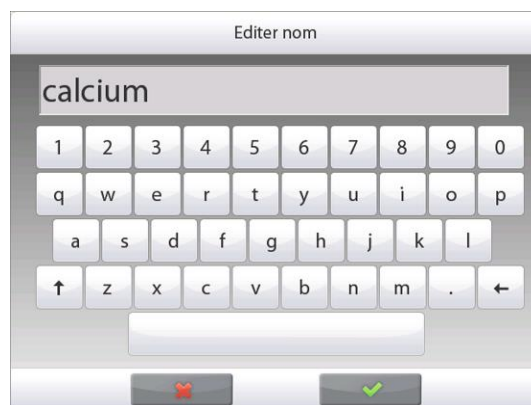 Editer nom
calcium
1 2 3 4 5 6 7 8 9 0
q w e r t y u i o p
a s d f g h j k l
↑ z x c v b n m . ←